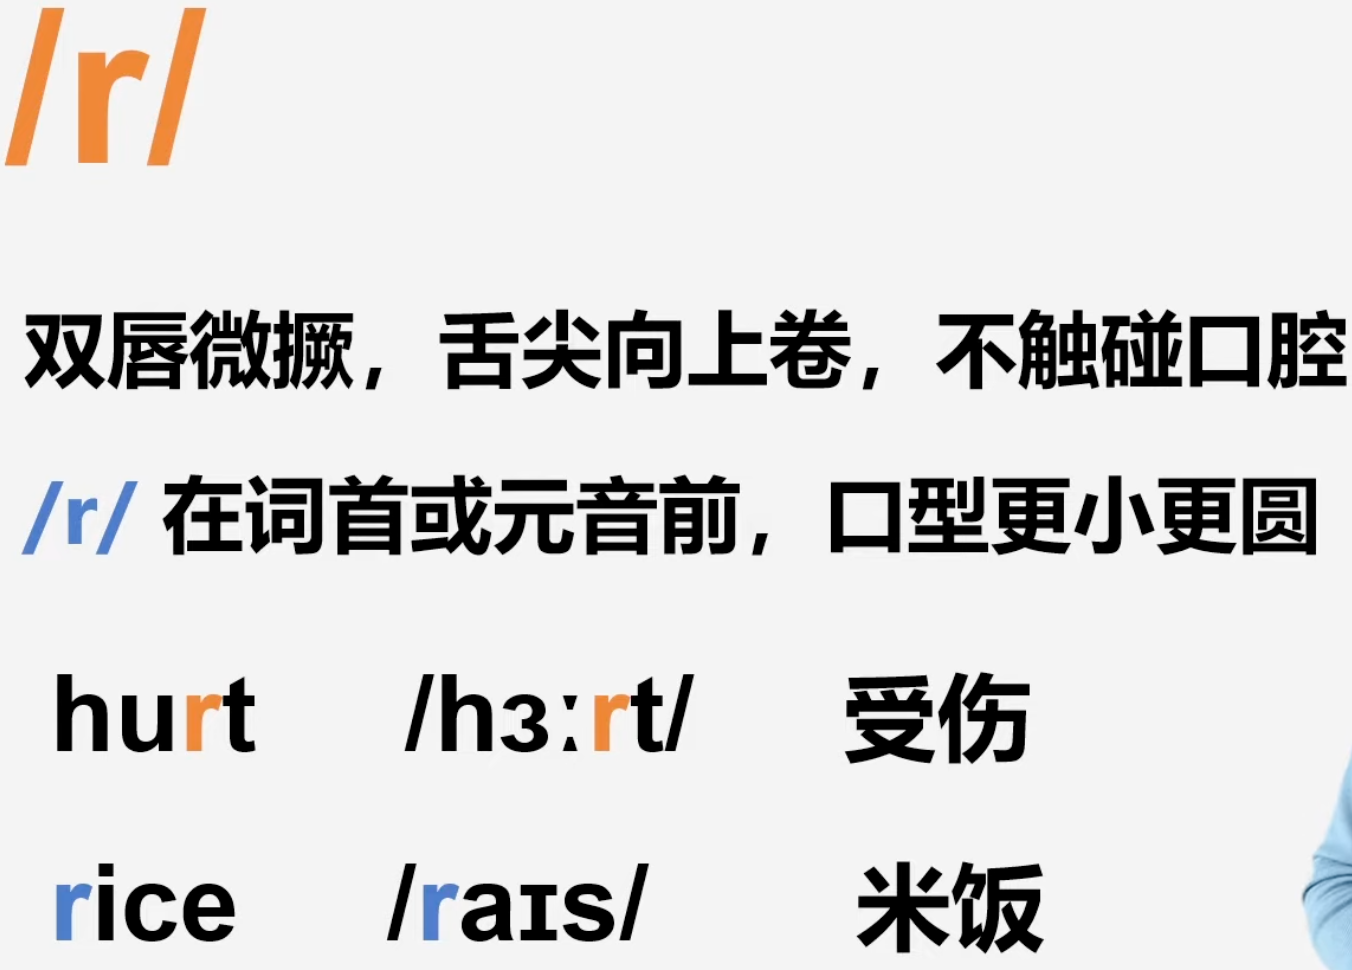 /r/
双唇微撅，舌尖向上卷，不触碰口腔
/r/ 在词首或元音前，口型更小更圆
hurt /hɜːrt/ 受伤
rice /raɪs/ 米饭